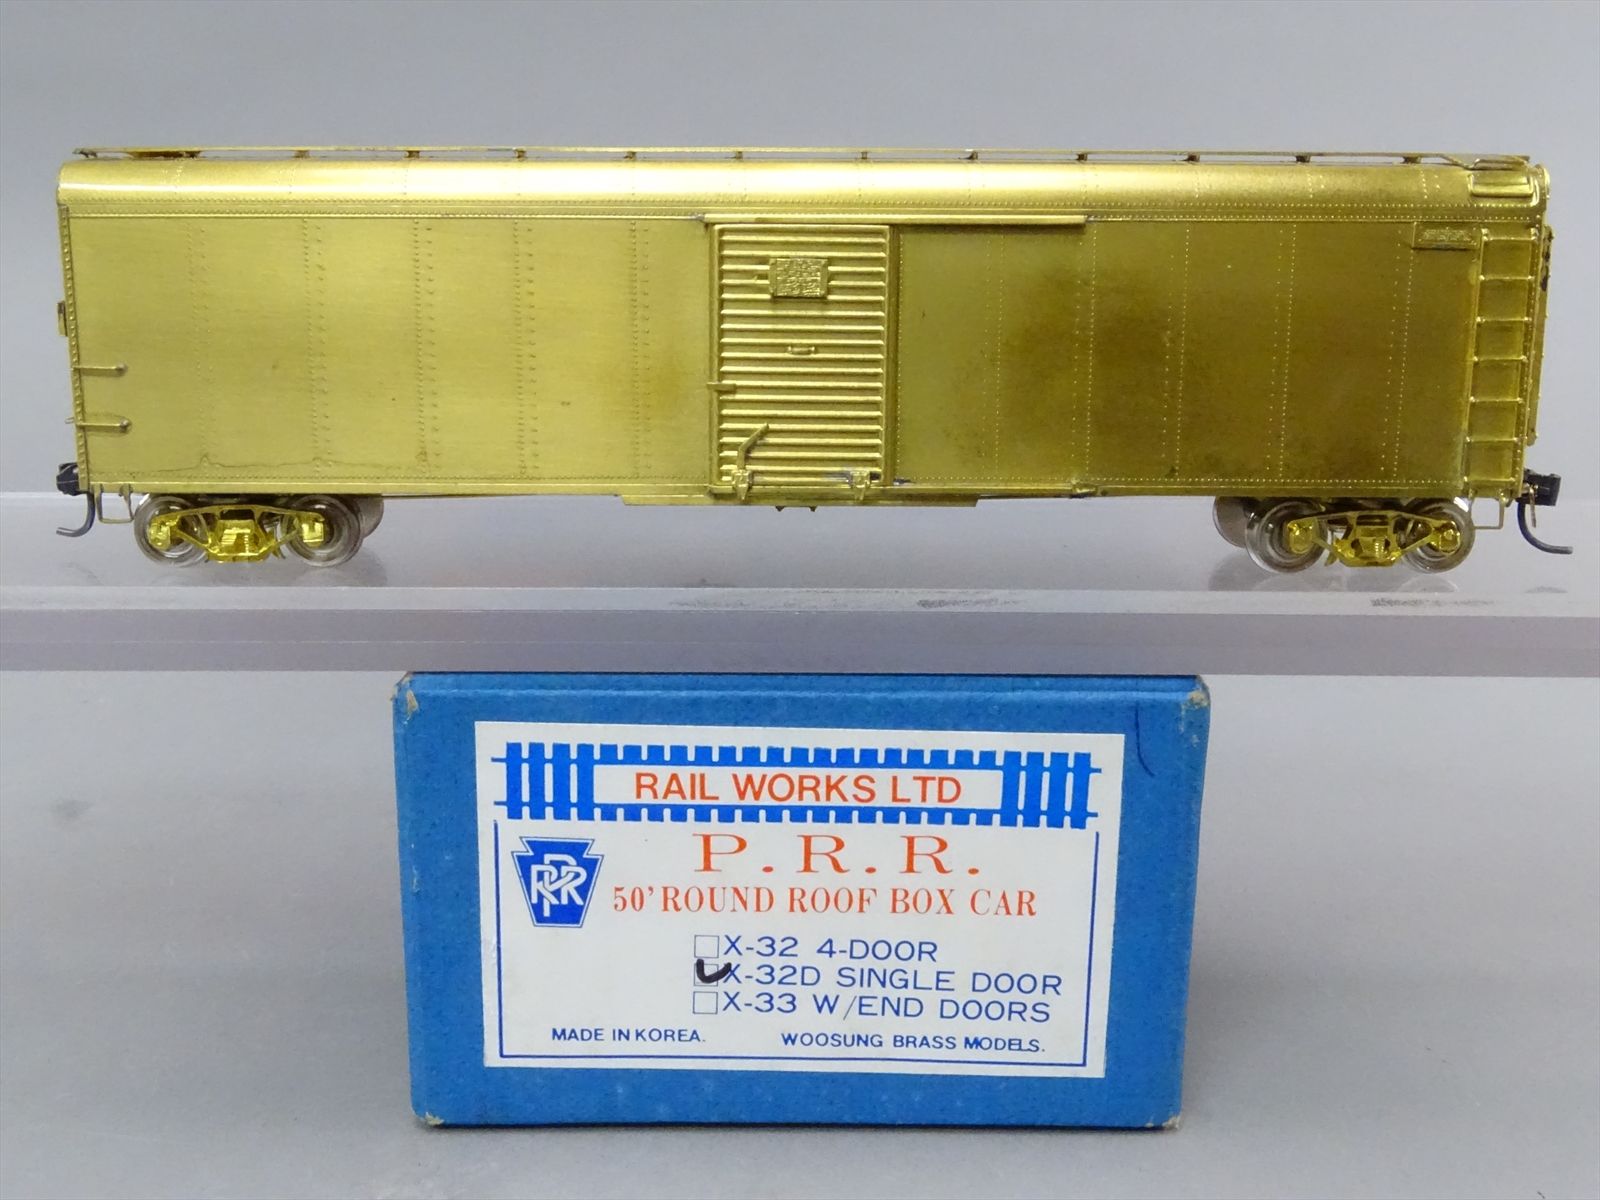 RAIL WORKS LTD
PRR
P.R.R.
50' ROUND ROOF BOX CAR
X-32 4-DOOR
X-32D SINGLE DOOR
X-33 W/END DOORS
MADE IN KOREA.
WOOSUNG BRASS MODELS.